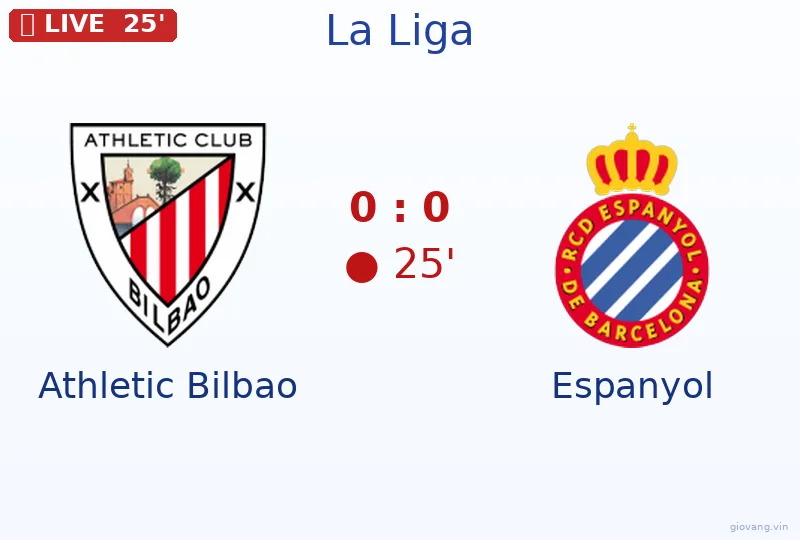 LIVE 25'
La Liga
ATHLETIC CLUB
BILBAO
0 : 0
25'
RCD ESPANYOL
DE BARCELONA
Athletic Bilbao
Espanyol
giovang.vin